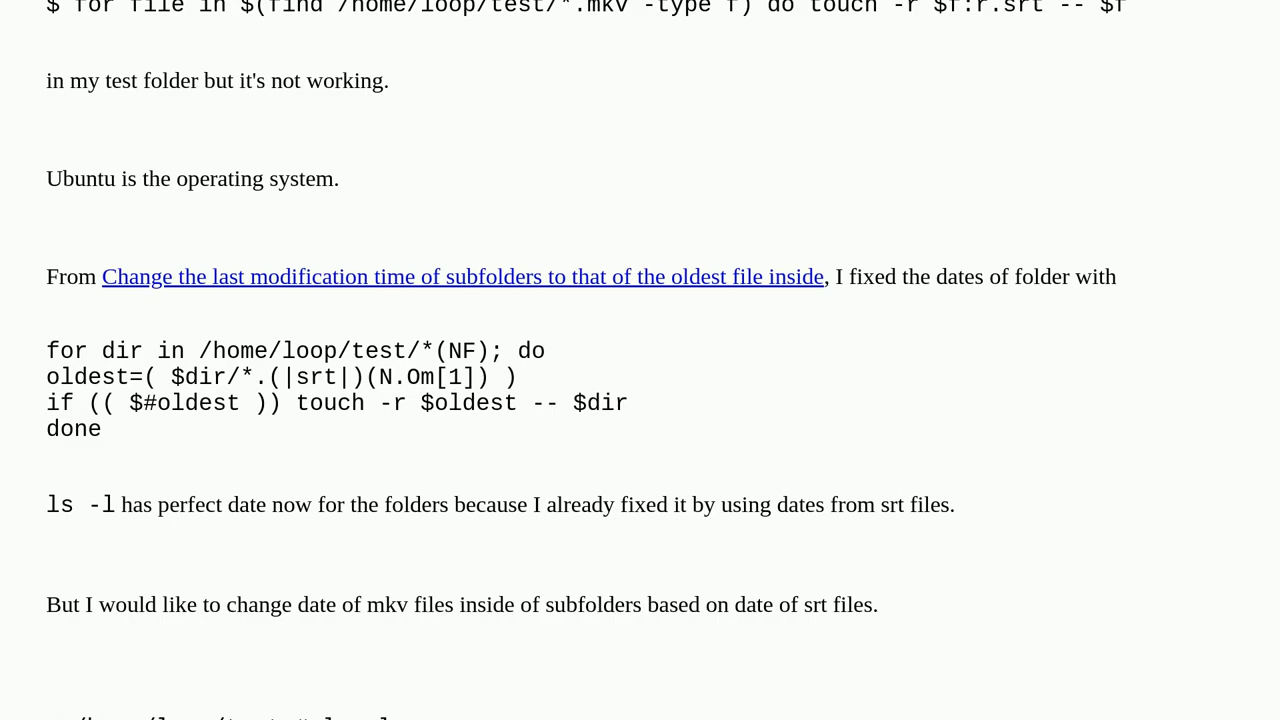 $ for file in $(find /home/loop/test/*.mkv -type f) do touch -r $f:r.srt -- $f
in my test folder but it's not working.
Ubuntu is the operating system.
From Change the last modification time of subfolders to that of the oldest file inside, I fixed the dates of folder with
for dir in /home/loop/test/*(NF); do
oldest=( $dir/*.(|srt|)(N.Om[1]) )
if (( $#oldest )) touch -r $oldest -- $dir
done
ls -l has perfect date now for the folders because I already fixed it by using dates from srt files.
But I would like to change date of mkv files inside of subfolders based on date of srt files.